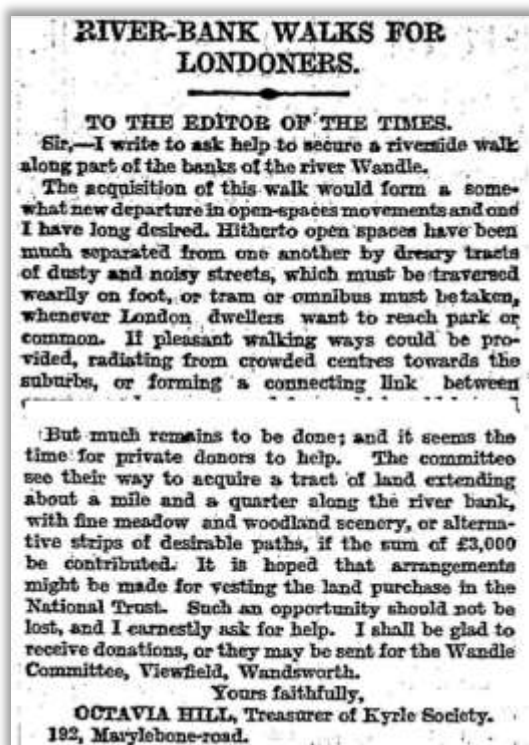 RIVER-BANK WALKS FOR
LONDONERS.
TO THE EDITOR OF THE TIMES.
Sir,—I write to ask help to secure a riverside walk
along part of the banks of the river Wandle.
The acquisition of this walk would form a some-
what new departure in open-spaces movements and one
I have long desired. Hitherto open spaces have been
much separated from one another by dreary tracts
of dusty and noisy streets, which must be traversed
wearily on foot, or tram or omnibus must be taken,
whenever London dwellers want to reach park or
common. If pleasant walking ways could be pro-
vided, radiating from crowded centres towards the
suburbs, or forming a connecting link between
But much remains to be done; and it seems the
time for private donors to help. The committee
see their way to acquire a tract of land extending
about a mile and a quarter along the river bank,
with fine meadow and woodland scenery, or alterna-
tive strips of desirable paths, if the sum of £3,000
be contributed. It is hoped that arrangements
might be made for vesting the land purchase in the
National Trust. Such an opportunity should not be
lost, and I earnestly ask for help. I shall be glad to
receive donations, or they may be sent for the Wandle
Committee, Viewfield, Wandsworth.
Yours faithfully,
OCTAVIA HILL, Treasurer of Kyrle Society.
192, Marylebone-road.